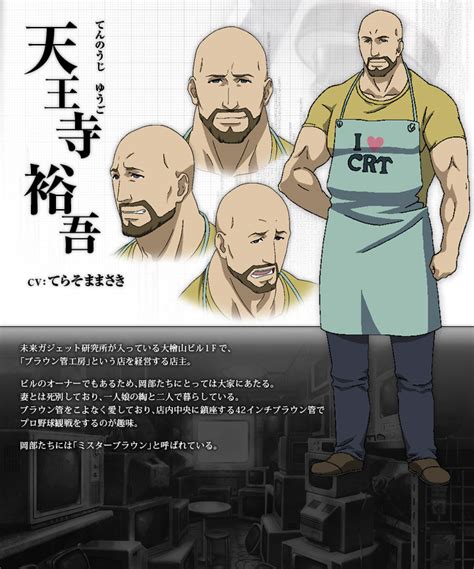 てんのうじ ゆうご
天王寺裕吾
CV:てらそままさき
I ❤ CRT
未来ガジェット研究所が入っている大檜山ビル1Fで、
「ブラウン管工房」という店を経営する店主。
ビルのオーナーでもあるため、岡部たちにとっては大家にあたる。
妻とは死別しており、一人娘の綯と二人で暮らしている。
ブラウン管をこよなく愛しており、店内中央に鎮座する42インチブラウン管で
プロ野球観戦をするのが趣味。
岡部たちには「ミスターブラウン」と呼ばれている。